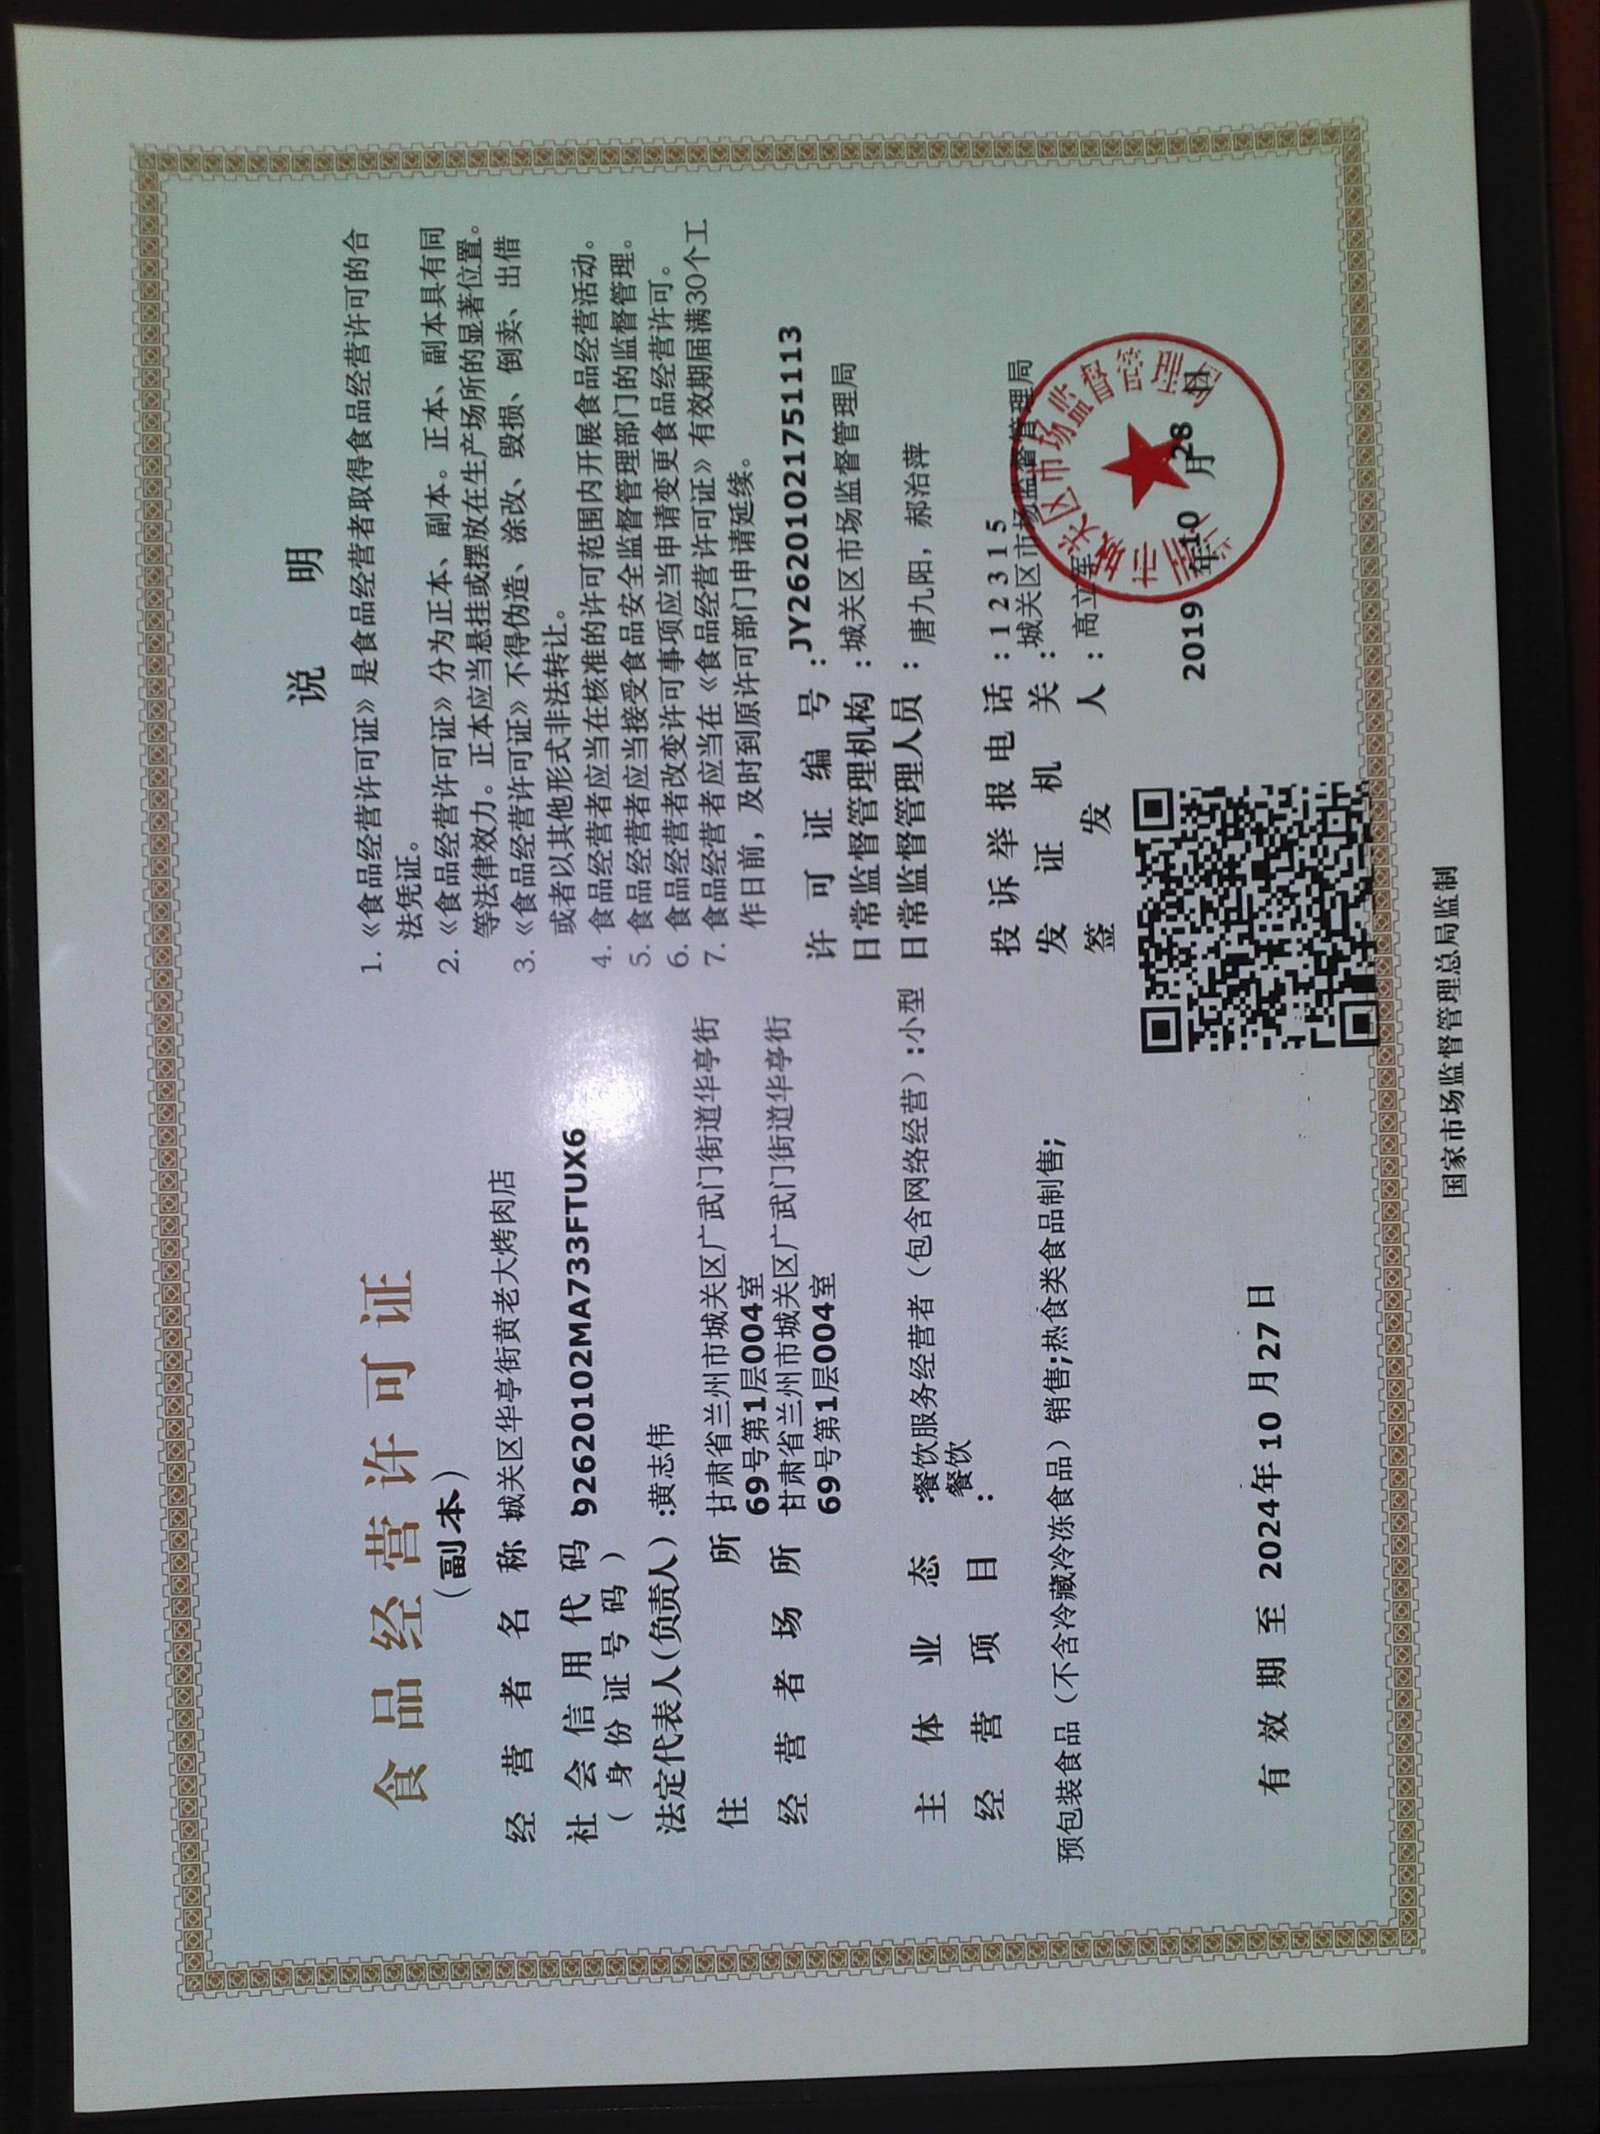 食品经营许可证
（副本）
经营者名称：城关区华亭街黄老大烤肉店
社会信用代码：92620102MA733FTUX6
（身份证号码）
法定代表人（负责人）：黄志伟
住所：甘肃省兰州市城关区广武门街道华亭街
69号第1层004室
经营者场所：甘肃省兰州市城关区广武门街道华亭街
69号第1层004室
主体业态：餐饮服务经营者（包含网络经营）：小型
餐饮
经营项目：
预包装食品（不含冷藏冷冻食品）销售;热食类食品制售;
有效期至 2024年10月27日
说明
1.《食品经营许可证》是食品经营者取得食品经营许可的合
法凭证。
2.《食品经营许可证》分为正本、副本。正本、副本具有同
等法律效力。正本应当悬挂或摆放在生产场所的显著位置。
3.《食品经营许可证》不得伪造、涂改、毁损、倒卖、出借
或者以其他形式非法转让。
4.食品经营者应当在核准的许可范围内开展食品经营活动。
5.食品经营者应当接受食品安全监督管理部门的监督管理。
6.食品经营者改变许可事项应当申请变更食品经营许可。
7.食品经营者应当在《食品经营许可证》有效期届满30个工
作日前，及时到原许可部门申请延续。
许可证编号：JY26201021751113
日常监督管理机构：城关区市场监督管理局
日常监督管理人员：唐九阳，郝治萍
投诉举报电话：12315
发证机关：城关区市场监督管理局
签发人：高立军
2019年10月28日
国家市场监督管理总局监制